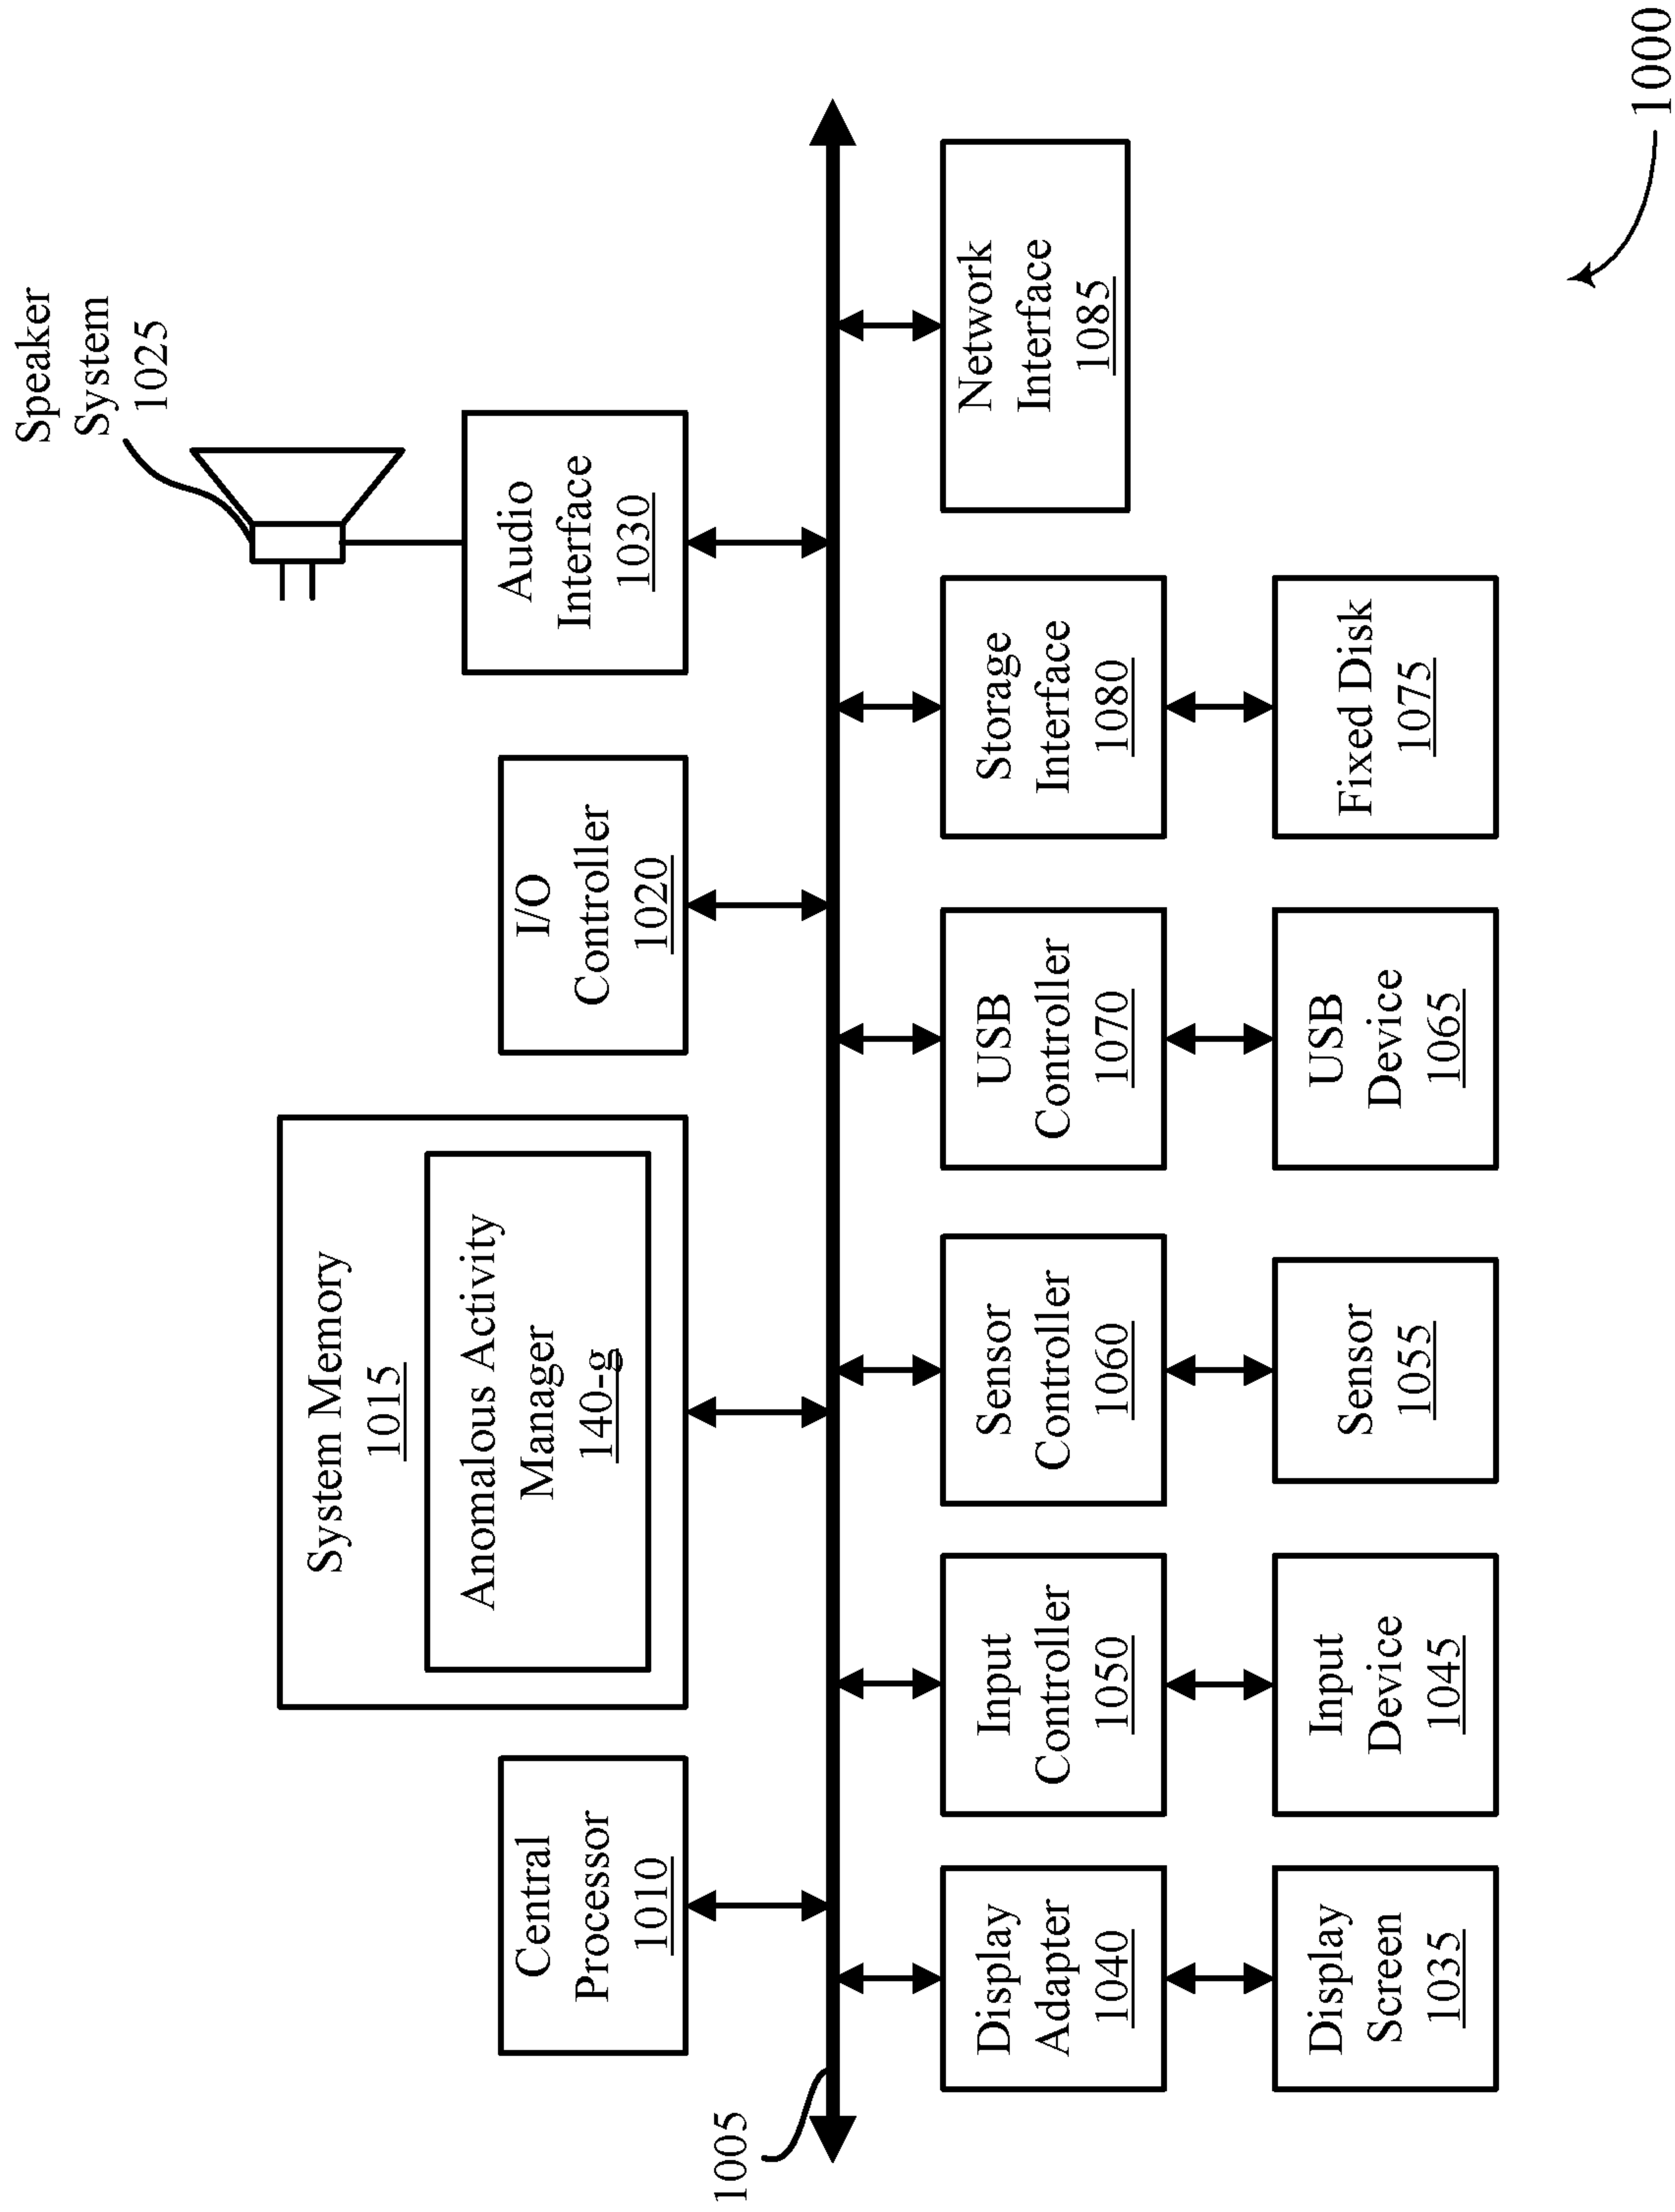 Speaker
System
1025
System Memory
1015
Anomalous Activity
Manager
140-g
Central
Processor
1010
I/O
Controller
1020
Audio
Interface
1030
1005
Display
Adapter
1040
Input
Controller
1050
Sensor
Controller
1060
USB
Controller
1070
Storage
Interface
1080
Network
Interface
1085
Display
Screen
1035
Input
Device
1045
Sensor
1055
USB
Device
1065
Fixed Disk
1075
1000